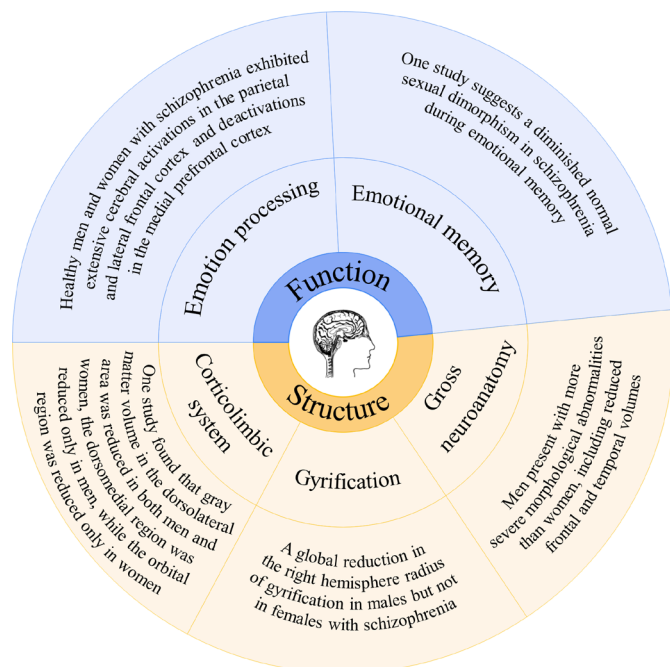 Healthy men and women with schizophrenia exhibited
extensive cerebral activations in the parietal
and lateral frontal cortex and deactivations
in the medial prefrontal cortex
One study suggests a diminished normal
sexual dimorphism in schizophrenia
during emotional memory
Emotion processing
Emotional memory
Function
Structure
Corticolimbic
system
Gyrification
Gross
neuroanatomy
One study found that gray
matter volume in the dorsolateral
area was reduced in both men and
women, the dorsomedial region was
reduced only in men, while the orbital
region was reduced only in women
A global reduction in
the right hemisphere radius
of gyrification in males but not
in females with schizophrenia
Men present with more
severe morphological abnormalities
than women, including reduced
frontal and temporal volumes